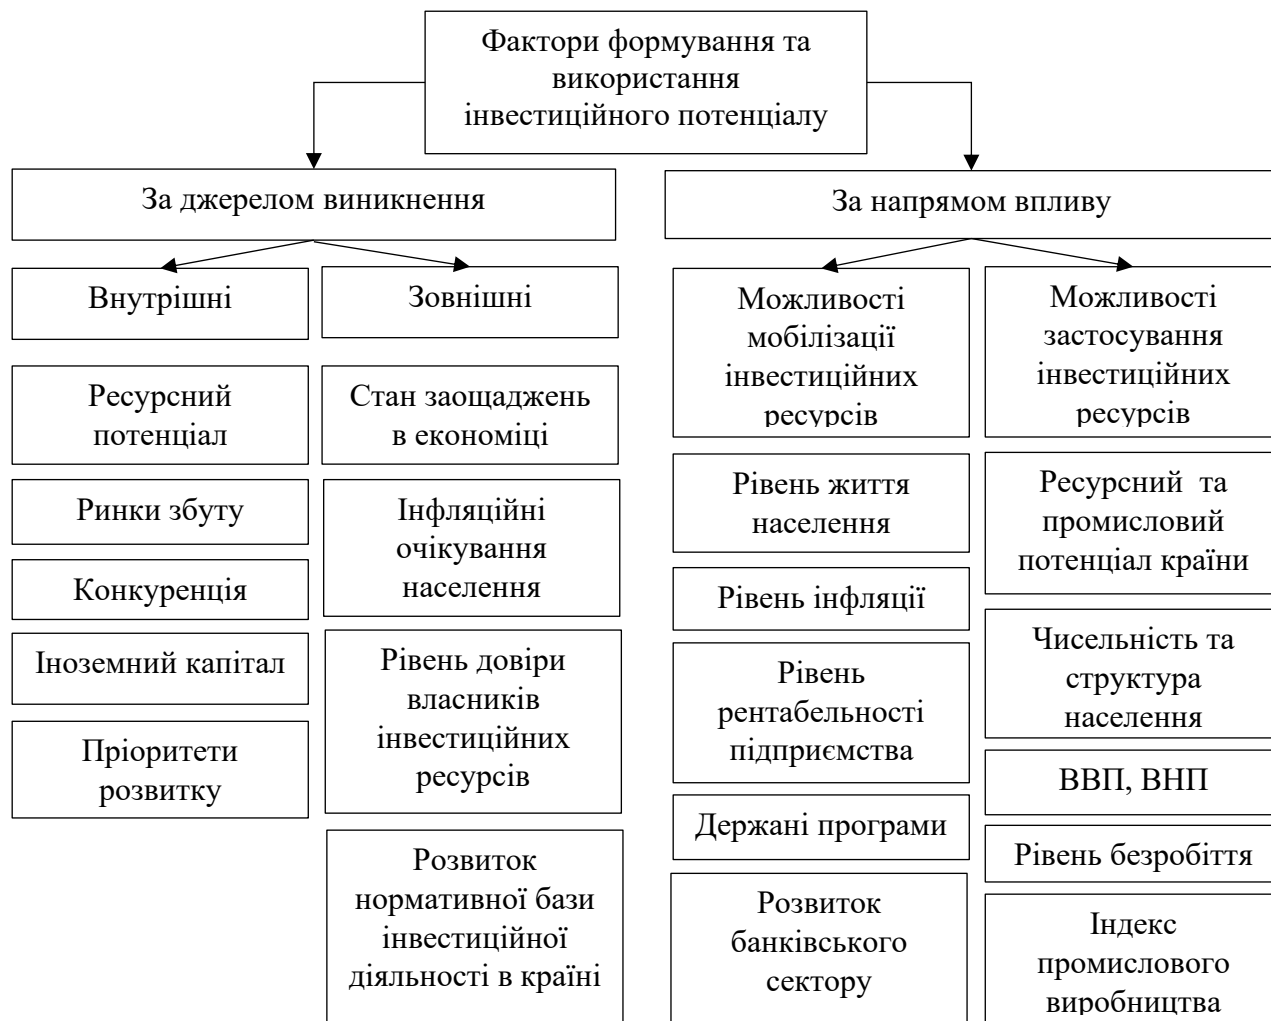 Фактори формування та
використання
інвестиційного потенціалу
За джерелом виникнення
За напрямом впливу
Внутрішні
Зовнішні
Можливості
мобілізації
інвестиційних
ресурсів
Можливості
застосування
інвестиційних
ресурсів
Ресурсний
потенціал
Ринки збуту
Конкуренція
Іноземний капітал
Пріоритети
розвитку
Стан заощаджень
в економіці
Інфляційні
очікування
населення
Рівень довіри
власників
інвестиційних
ресурсів
Розвиток
нормативної бази
інвестиційної
діяльності в країні
Рівень життя
населення
Рівень інфляції
Рівень
рентабельності
підприємства
Держані програми
Розвиток
банківського
сектору
Ресурсний та
промисловий
потенціал країни
Чисельність та
структура
населення
ВВП, ВНП
Рівень безробіття
Індекс
промислового
виробництва